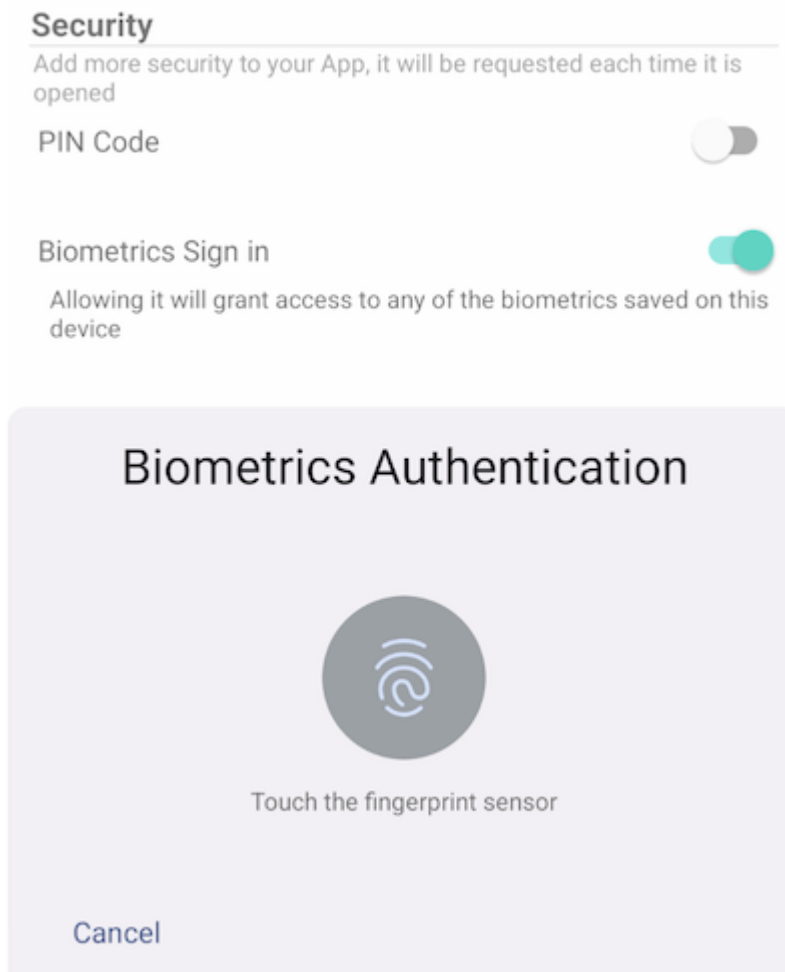 Security
Add more security to your App, it will be requested each time it is
opened
PIN Code
Biometrics Sign in
Allowing it will grant access to any of the biometrics saved on this
device
Biometrics Authentication
Touch the fingerprint sensor
Cancel